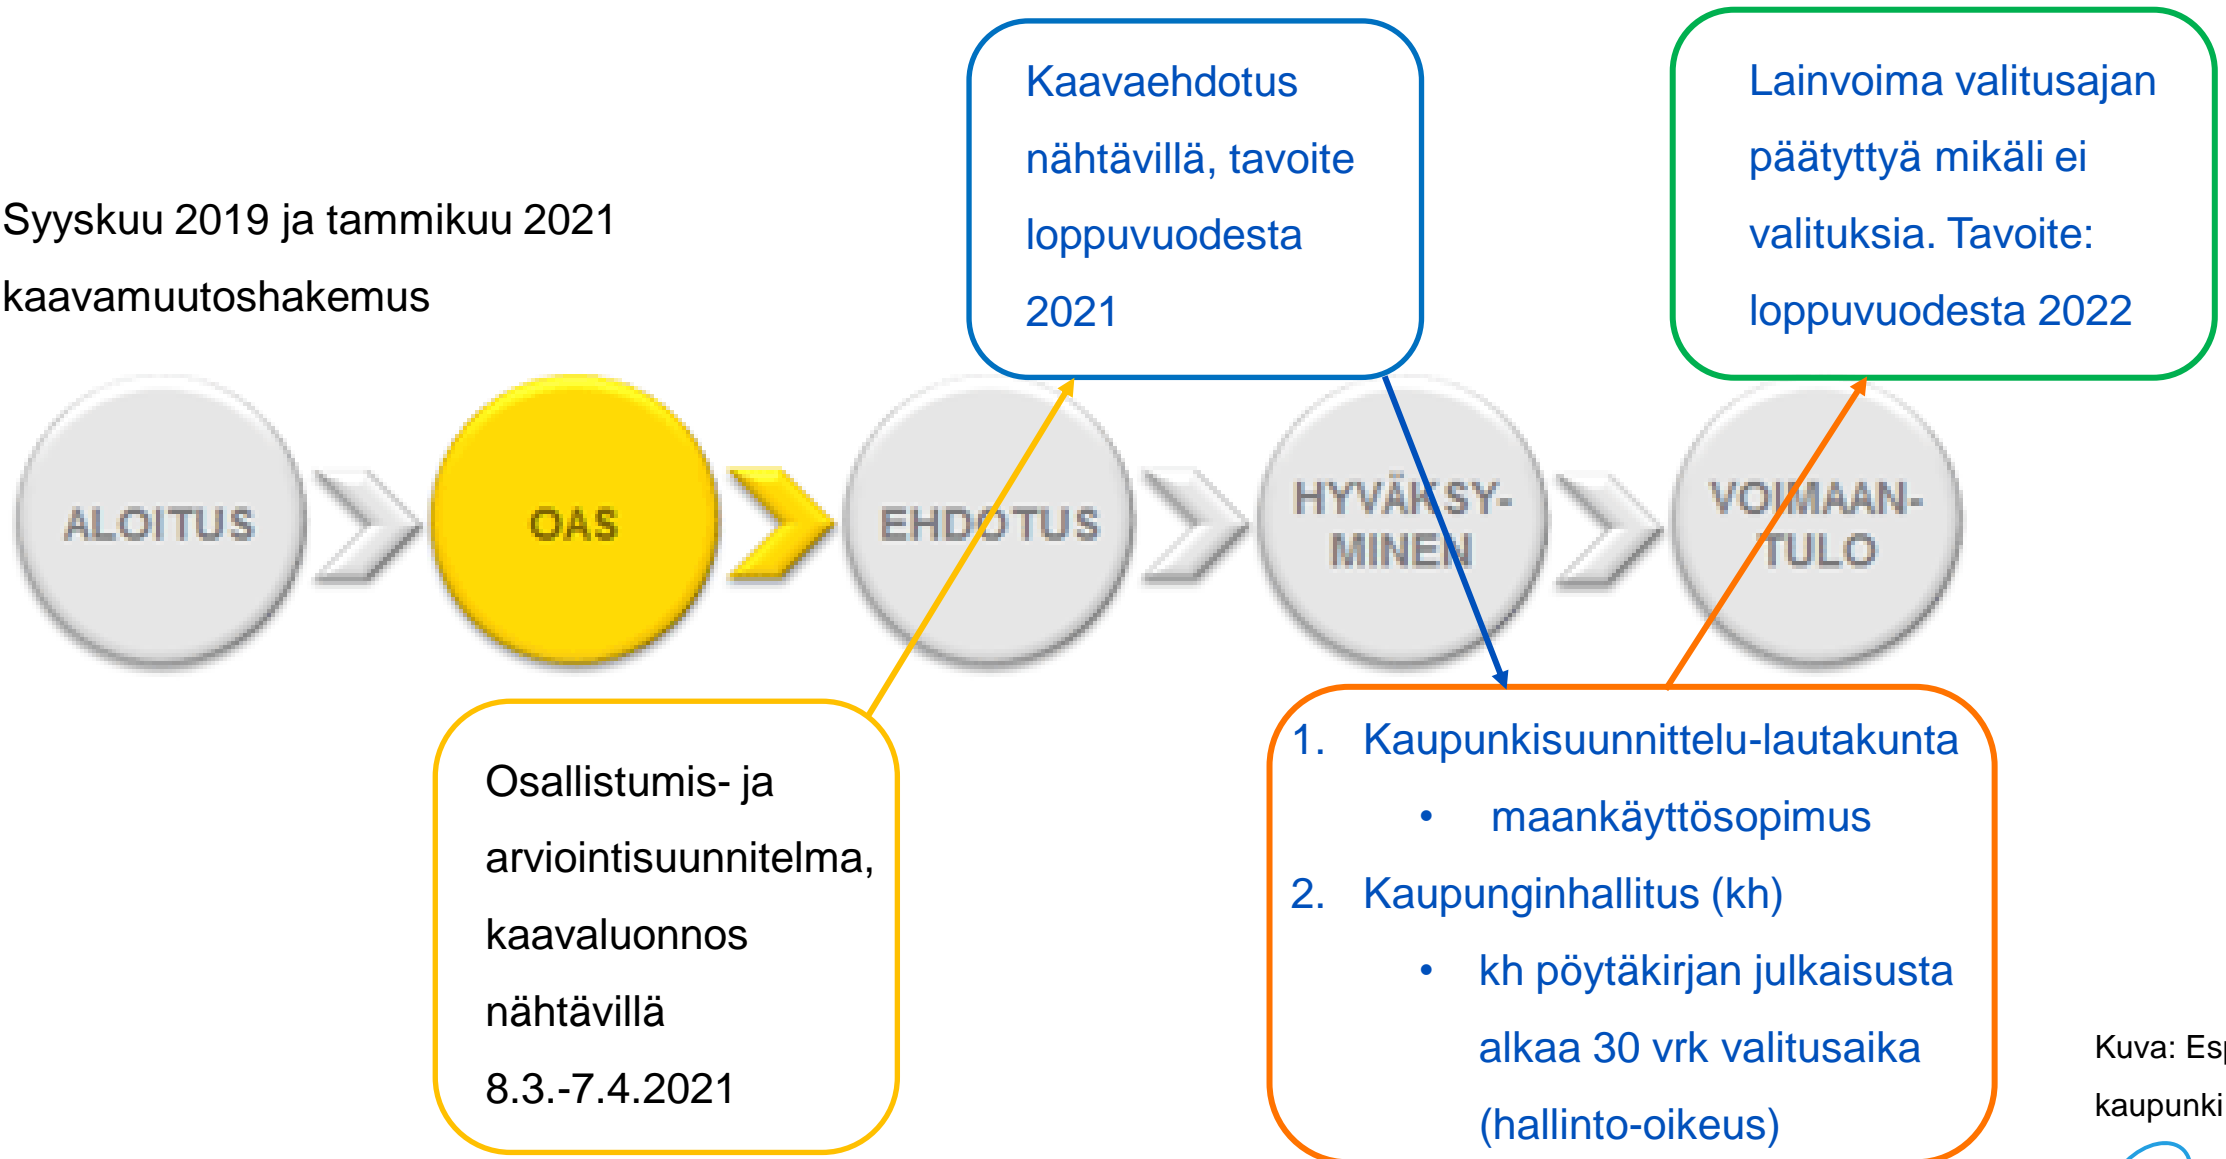 Kaavaehdotus
nähtävillä, tavoite
loppuvuodesta
2021
Lainvoima valitusajan
päätyttyä mikäli ei
valituksia. Tavoite:
loppuvuodesta 2022
Syyskuu 2019 ja tammikuu 2021
kaavamuutoshakemus
ALOITUS
OAS
EHDOTUS
HYVÄKSY-
MINEN
VOIMAAN-
TULO
Osallistumis- ja
arviointisuunnitelma,
kaavaluonnos
nähtävillä
8.3.-7.4.2021
1. Kaupunkisuunnittelu-lautakunta
• maankäyttösopimus
2. Kaupunginhallitus (kh)
• kh pöytäkirjan julkaisusta
alkaa 30 vrk valitusaika
(hallinto-oikeus)
Kuva:
kaupunki